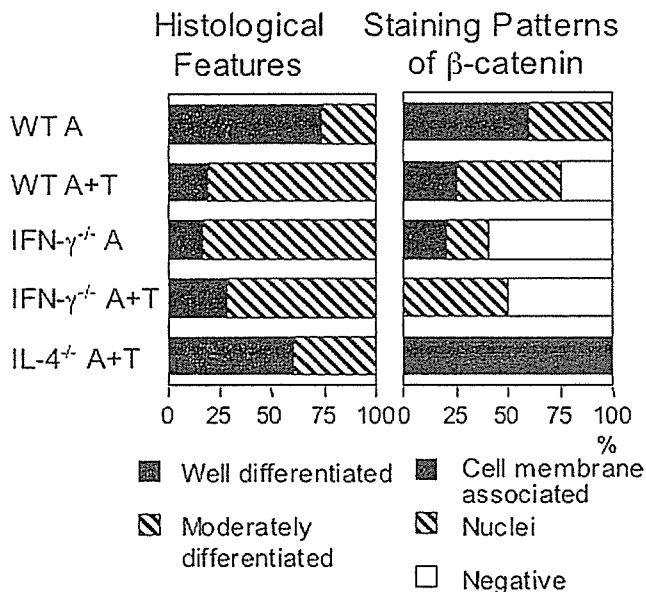 Histological
Features
Staining Patterns
of β-catenin
WT A
WT A+T
IFN-γ-/- A
IFN-γ-/- A+T
IL-4-/- A+T
0 25 50 75 100
0 25 50 75 100
%
Well differentiated
Moderately
differentiated
Cell membrane
associated
Nuclei
Negative